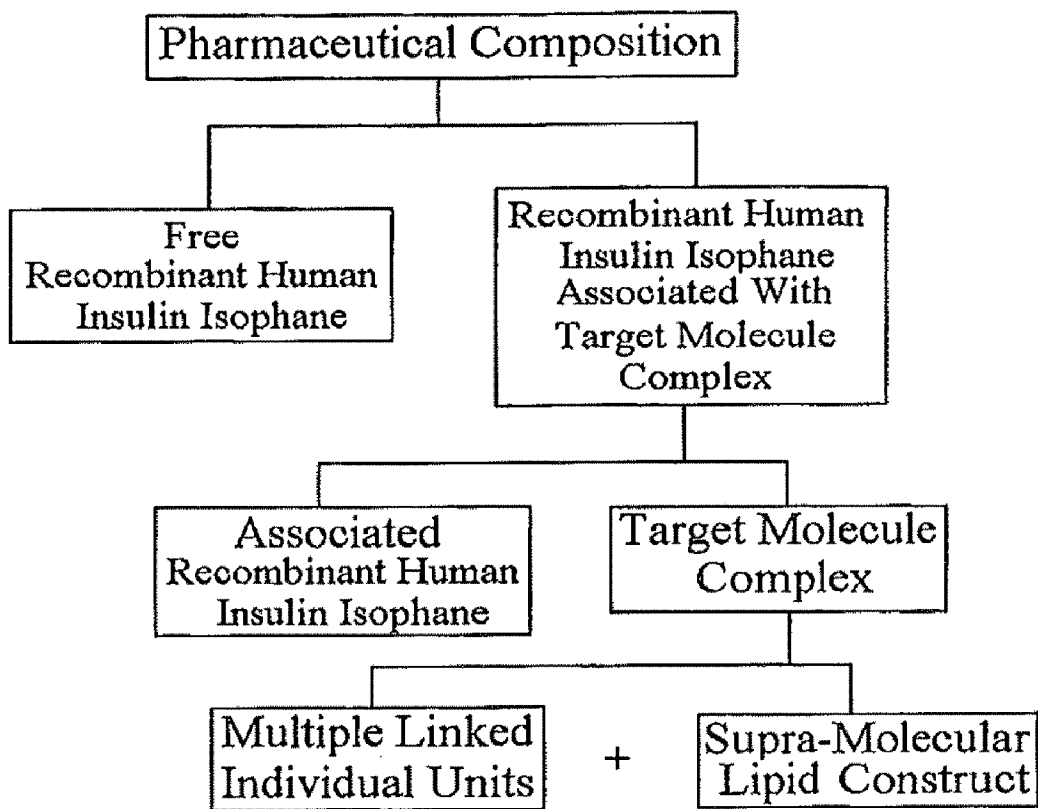 Pharmaceutical Composition
Free
Recombinant Human
Insulin Isophane
Recombinant Human
Insulin Isophane
Associated With
Target Molecule
Complex
Associated
Recombinant Human
Insulin Isophane
Target Molecule
Complex
Multiple Linked
Individual Units
+
Supra-Molecular
Lipid Construct